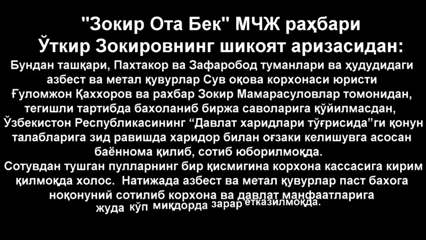 "Зокир Ота Бек" МЧЖ раҳбари
Ўткир Зокировнинг шикоят аризасидан:
Бундан ташқари, Пахтакор ва Зафаробод туманлари ва ҳудудидаги
азбест ва метал қувурлар Сув оқова корхонаси юристи
Ғуломжон Қаххоров ва раҳбар Зокир Мамарасуловлар томонидан,
тегишли тартибда баҳоланиб биржа саволарига қўйилмасдан,
Ўзбекистон Республикасининг “Давлат харидлари тўғрисида”ги қонун
талабларига зид равишда харидор билан оғзаки келишувга асосан
баённома қилиб, сотиб юборилмоқда.
Сотувдан тушган пулларнинг бир қисмигина корхона кассасига кирим
қилмоқда холос. Натижада азбест ва метал қувурлар паст бахога
ноқонуний сотилиб корхона ва давлат манфаатларига
жуда кўп миқдорда зарар етказилмоқда.